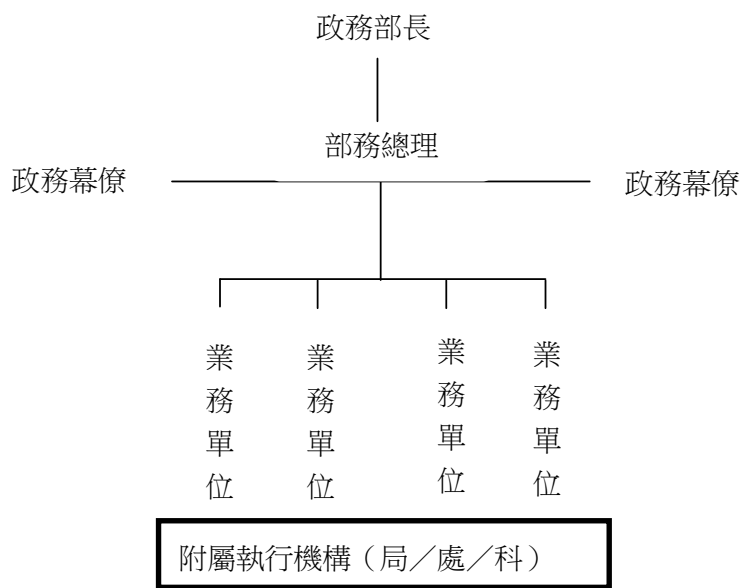 政務部長
部務總理
政務幕僚
政務幕僚
業務單位
業務單位
業務單位
業務單位
附屬執行機構（局／處／科）